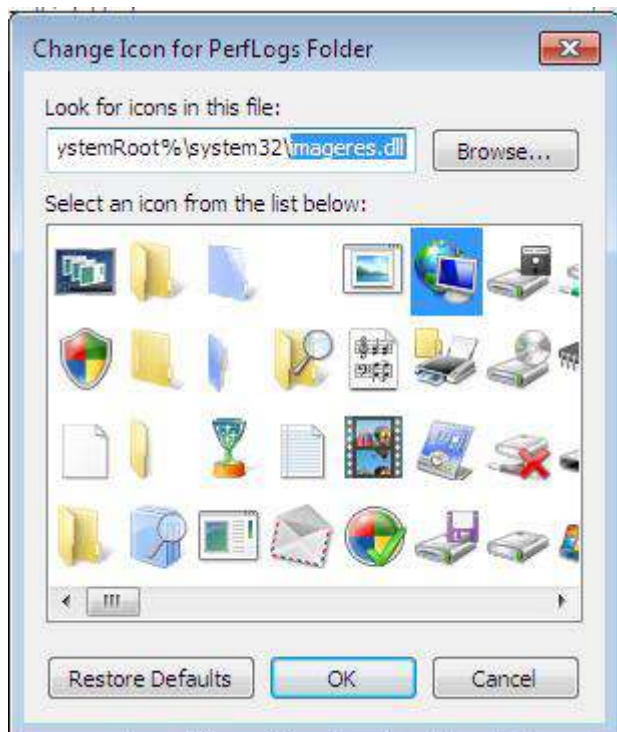 Change Icon for PerfLogs Folder
Look for icons in this file:
ystemRoot%\system32\imageres.dll
Browse...
Select an icon from the list below:
Restore Defaults
OK
Cancel